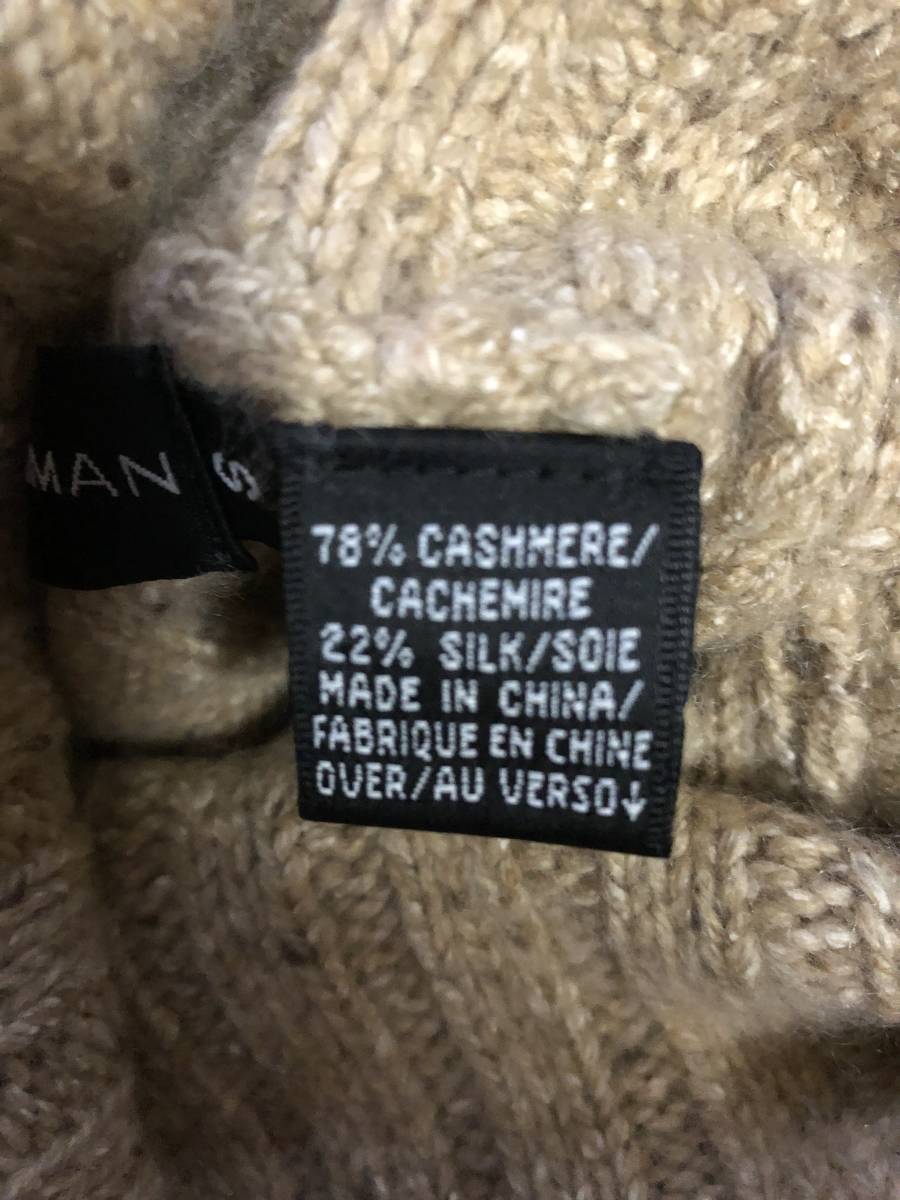 MAN
S
78% CASHMERE/
CACHEMIRE
22% SILK/SOIE
MADE IN CHINA/
FABRIQUE EN CHINE
OVER/AU VERSO↓